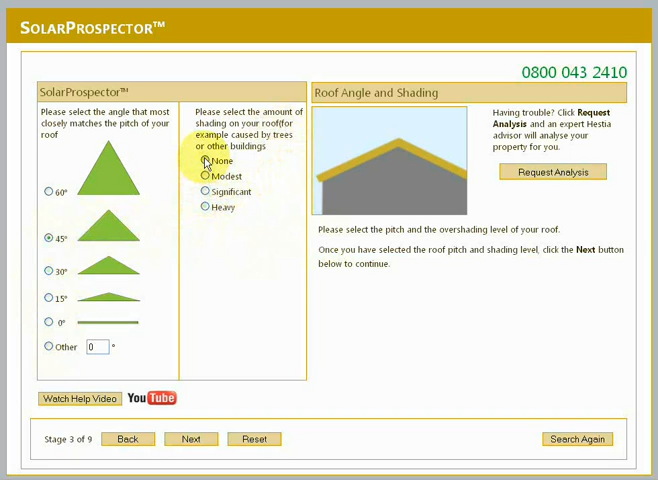 SOLARPROSPECTOR™
0800 043 2410
SolarProspector™
Please select the angle that most
closely matches the pitch of your
roof
60°
45°
30°
15°
0°
Other 0 °
Please select the amount of
shading on your roof(for
example caused by trees
or other buildings
None
Modest
Significant
Heavy
Roof Angle and Shading
Having trouble? Click Request
Analysis and an expert Hestia
advisor will analyse your
property for you.
Request Analysis
Please select the pitch and the overshading level of your roof.
Once you have selected the roof pitch and shading level, click the Next button
below to continue.
Watch Help Video YouTube
Stage 3 of 9 Back Next Reset Search Again